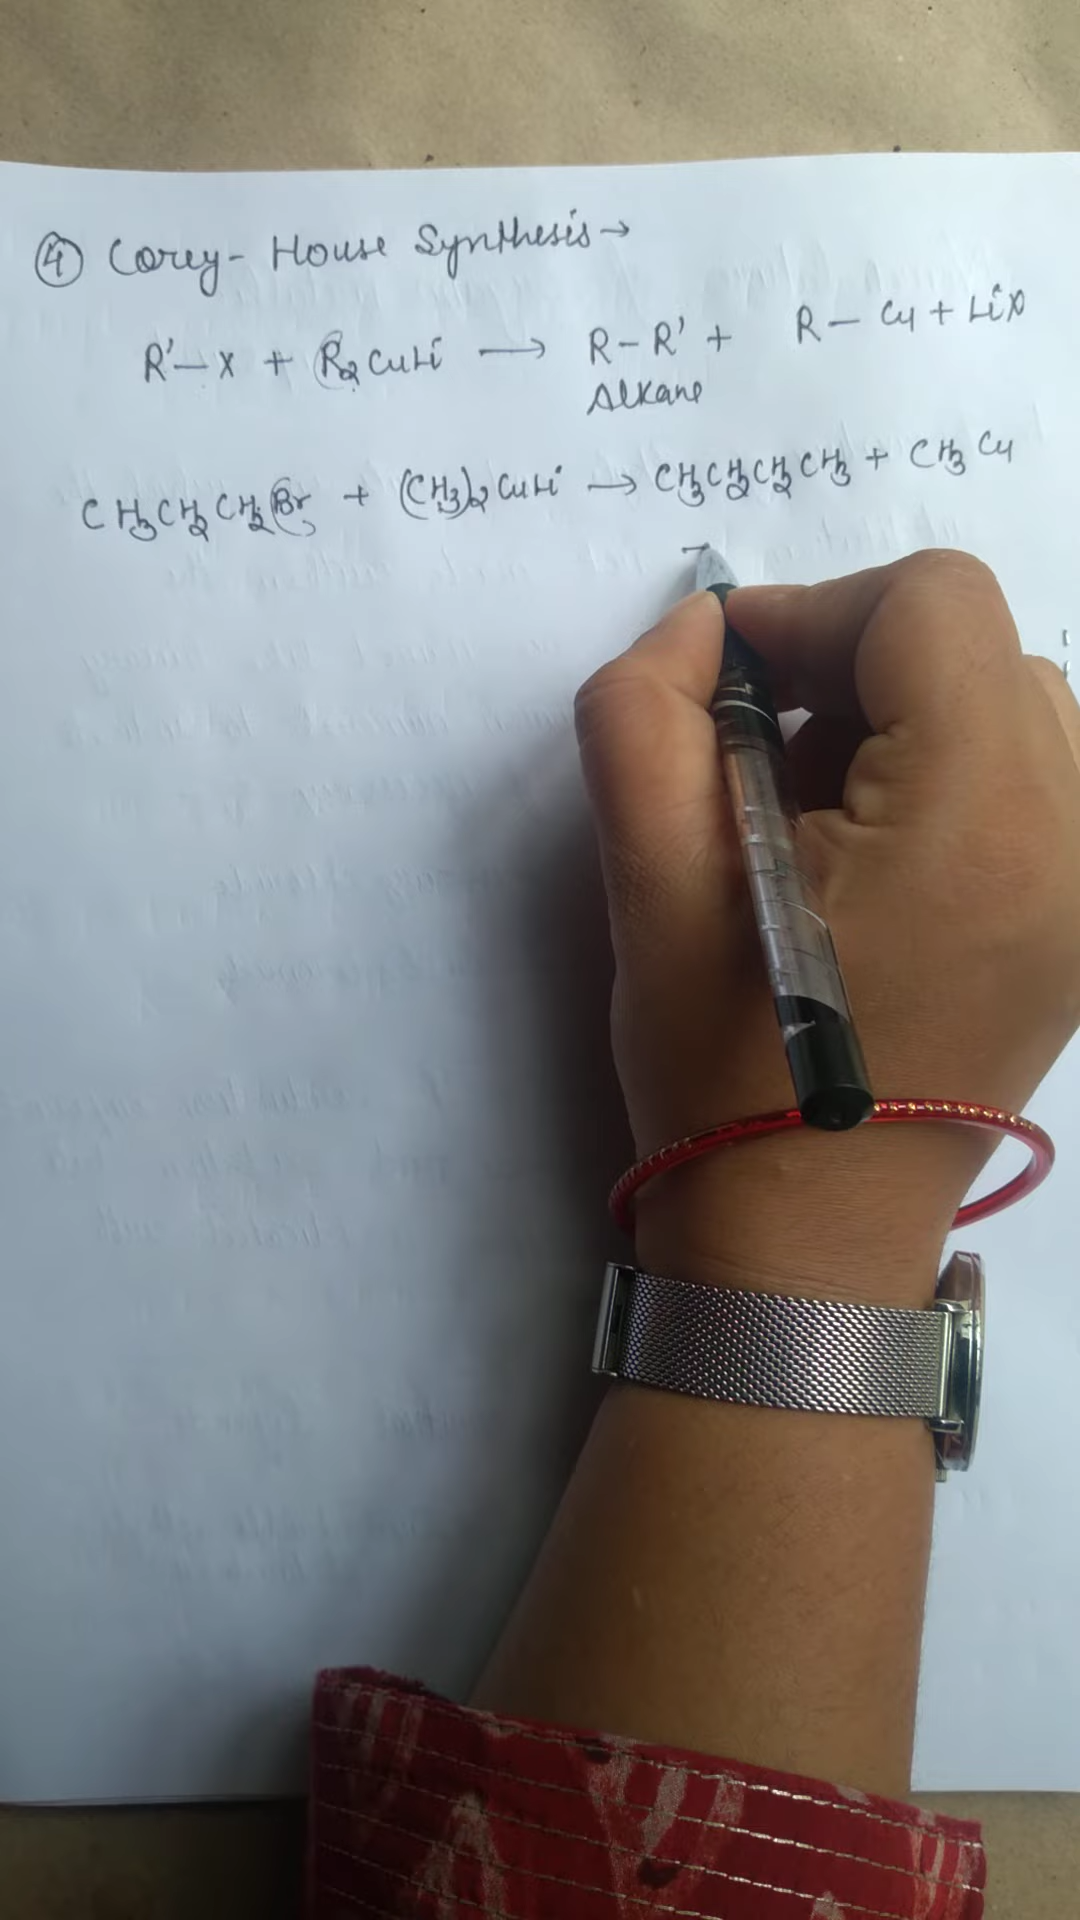 ④ Corey-House Synthesis→
R'—X + R₂CuLi ⟶ R-R' + R—Cu + LiX
Alkane
CH₃CH₂CH₂Br + (CH₃)₂CuLi → CH₃CH₂CH₂CH₃ + CH₃Cu